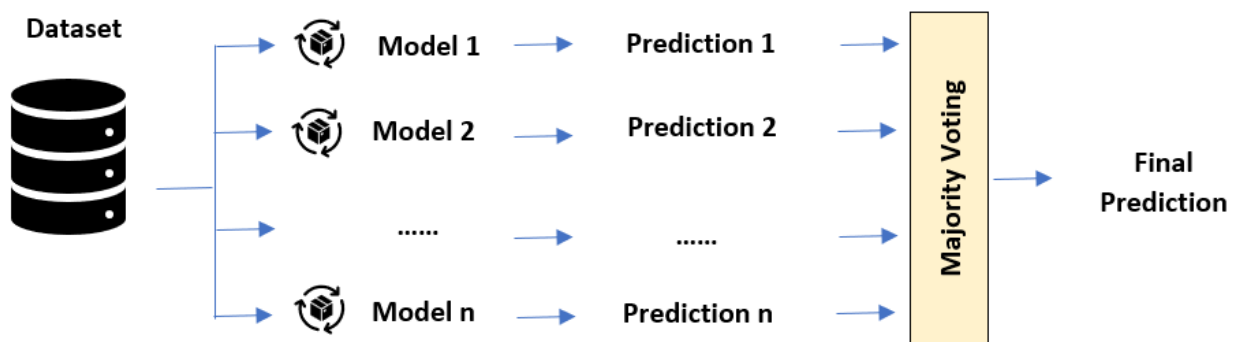 Dataset
Model 1
Prediction 1
Model 2
Prediction 2
......
......
Model n
Prediction n
Majority Voting
Final
Prediction